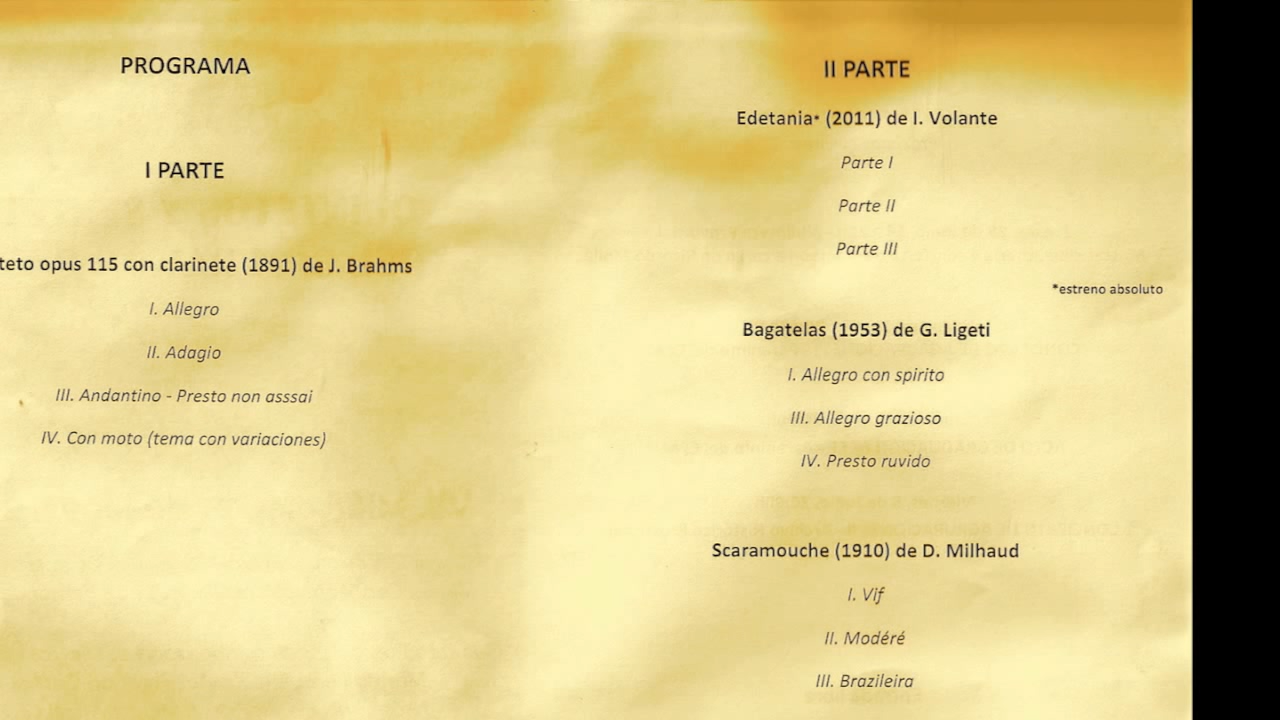 PROGRAMA
I PARTE
teto opus 115 con clarinete (1891) de J. Brahms
I. Allegro
II. Adagio
III. Andantino - Presto non asssai
IV. Con moto (tema con variaciones)
II PARTE
Edetania* (2011) de I. Volante
Parte I
Parte II
Parte III
*estreno absoluto
Bagatelas (1953) de G. Ligeti
I. Allegro con spirito
III. Allegro grazioso
IV. Presto ruvido
Scaramouche (1910) de D. Milhaud
I. Vif
II. Modéré
III. Brazileira